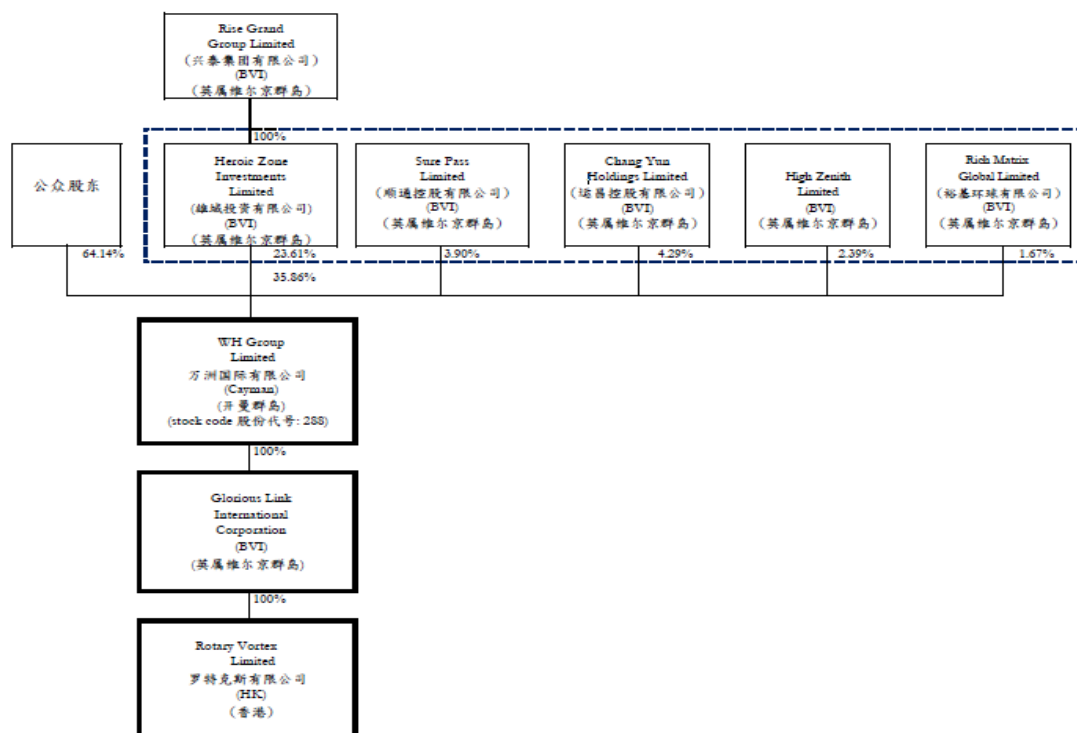 Rise Grand
Group Limited
（兴泰集团有限公司）
(BVI)
（英属维尔京群岛）
100%
公众股东
64.14%
Heroic Zone
Investments
Limited
（雄域投资有限公司）
(BVI)
（英属维尔京群岛）
23.61%
Sure Pass
Limited
（顺通控股有限公司）
(BVI)
（英属维尔京群岛）
3.90%
Chang Yun
Holdings Limited
昌控股有限公司）
(BVI)
（英属维尔京群岛）
4.29%
High Zenith
Limited
(BVI)
（英属维尔京群岛）
2.39%
Rich Matrix
Global Limited
（裕基环球有限公司）
(BVI)
（英属维尔京群岛）
1.67%
35.86%
WH Group
Limited
万洲国际有限公司
(Cayman)
(开曼群岛)
(stock code 股份代号: 288)
100%
Glorious Link
International
Corporation
(BVI)
(英属维尔京群岛)
100%
Rotary Vortex
Limited
罗特克斯有限公司
(HK)
（香港）